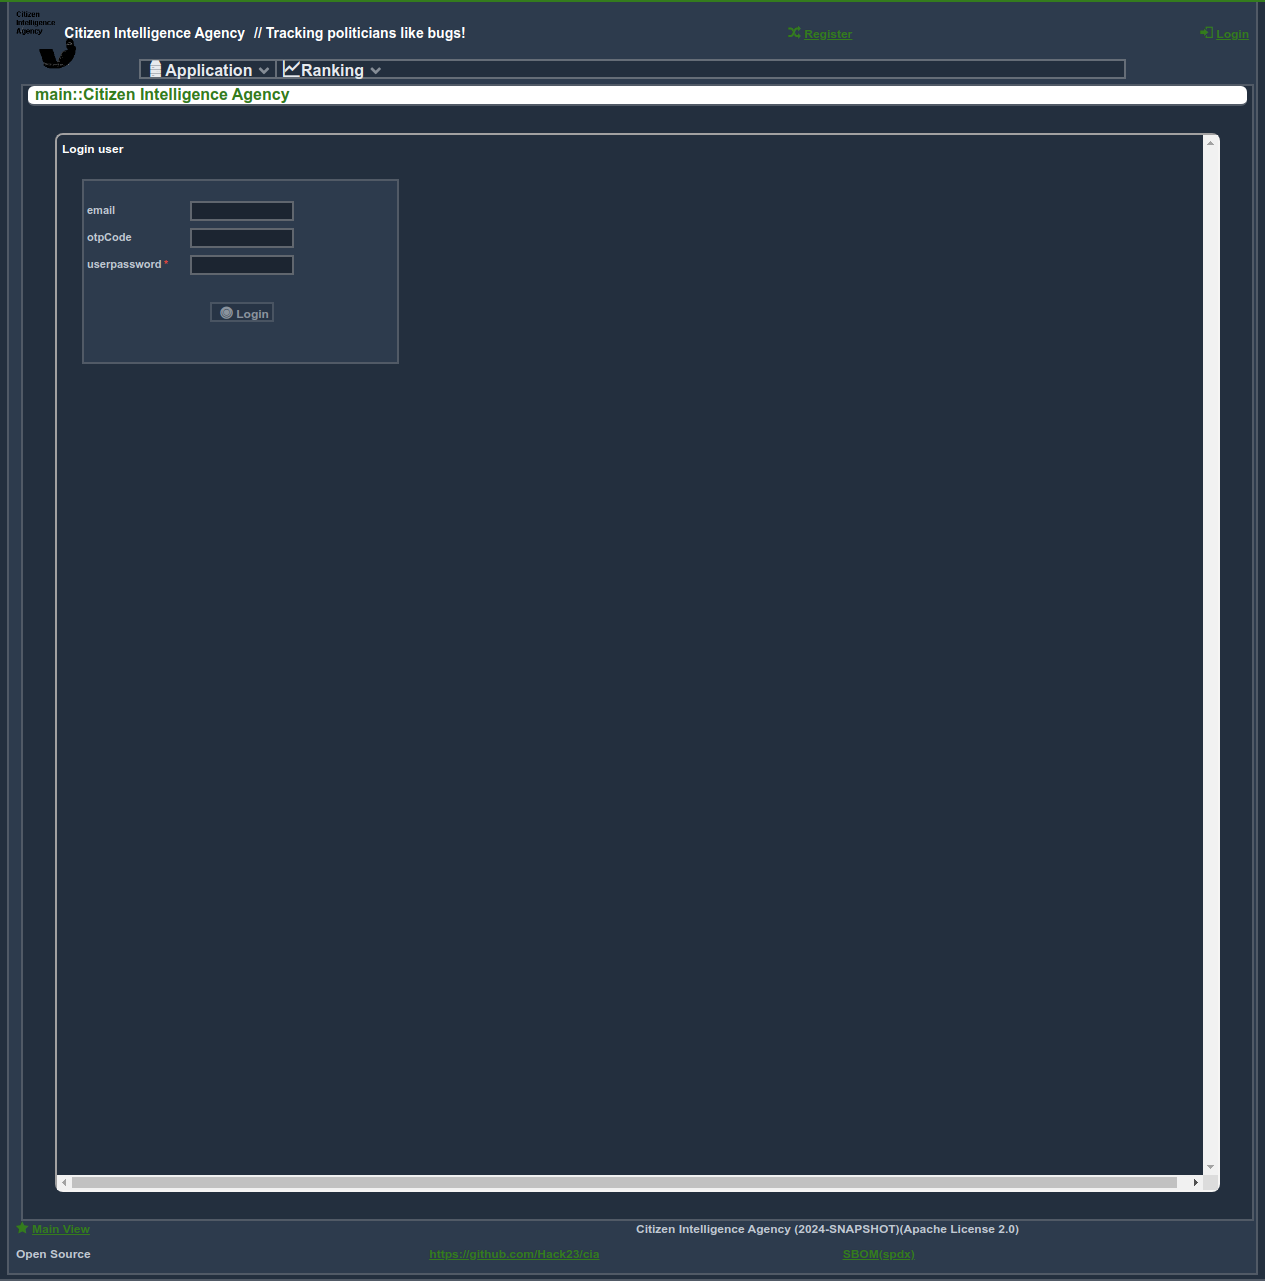 Citizen
Intelligence
Agency
Citizen Intelligence Agency // Tracking politicians like bugs!
Register
Login
Application
Ranking
main::Citizen Intelligence Agency
Login user
email
otpCode
userpassword *
Login
Main View
Citizen Intelligence Agency (2024-SNAPSHOT)(Apache License 2.0)
Open Source
https://github.com/Hack23/cia
SBOM(spdx)